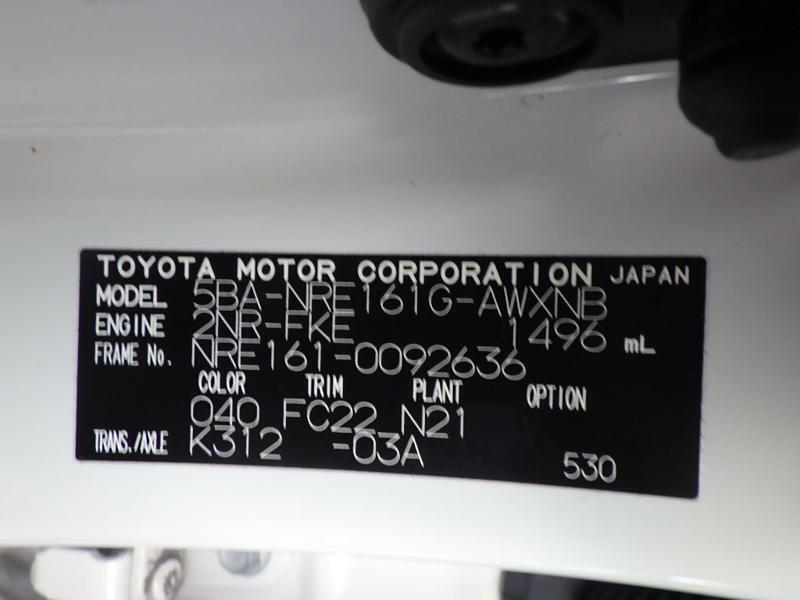 TOYOTA MOTOR CORPORATION JAPAN
MODEL 5BA-NRE161G-AWXNB
ENGINE 2NR-FKE 1496 mL
FRAME No. NRE161-0092636
COLOR TRIM PLANT OPTION
040 FC22 N21
TRANS./AXLE K312 -03A
530